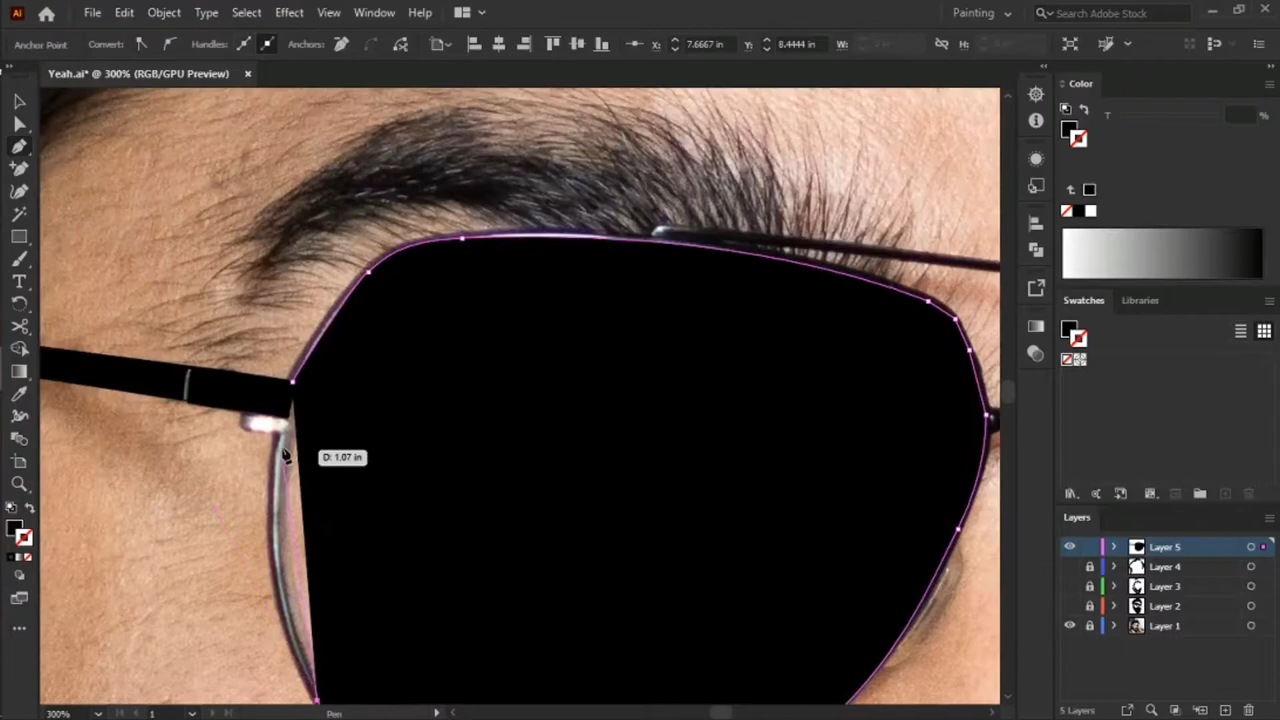 Ai File Edit Object Type Select Effect View Window Help Painting Search Adobe Stock
Anchor Point Convert: Handles: Anchors: X: 7.6667 in Y: 8.4444 in W: H:
Yeah.ai* @ 300% (RGB/GPU Preview) ×
Color
T %
Swatches Libraries
D: 1.07 in
Layers
Layer 5
Layer 4
Layer 3
Layer 2
Layer 1
300% 1 Pen 5 Layers